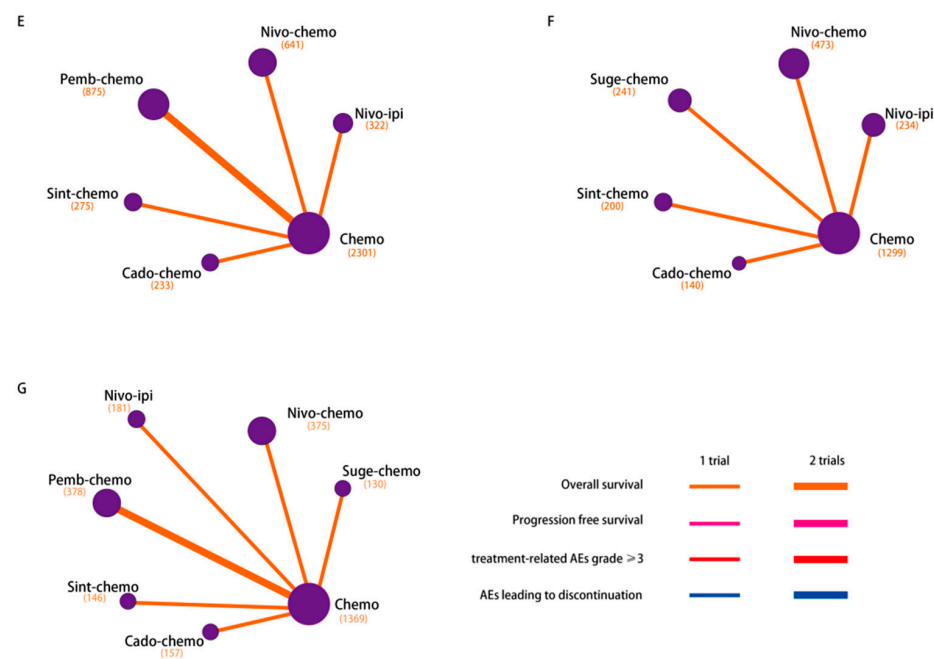 E
Nivo-chemo
(641)
Pemb-chemo
(875)
Nivo-ipi
(322)
Sint-chemo
(275)
Chemo
(2301)
Cado-chemo
(233)
F
Nivo-chemo
(473)
Suge-chemo
(241)
Nivo-ipi
(234)
Sint-chemo
(200)
Chemo
(1299)
Cado-chemo
(140)
G
Nivo-ipi
(181)
Nivo-chemo
(375)
Suge-chemo
(130)
Pemb-chemo
(378)
Sint-chemo
(146)
Chemo
(1369)
Cado-chemo
(157)
1 trial 2 trials
Overall survival
Progression free survival
treatment-related AEs grade ≥3
AEs leading to discontinuation